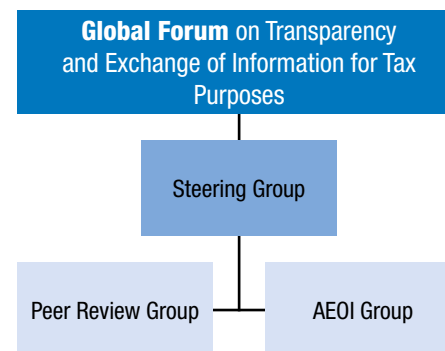 Global Forum on Transparency
and Exchange of Information for Tax
Purposes
Steering Group
Peer Review Group
AEOI Group